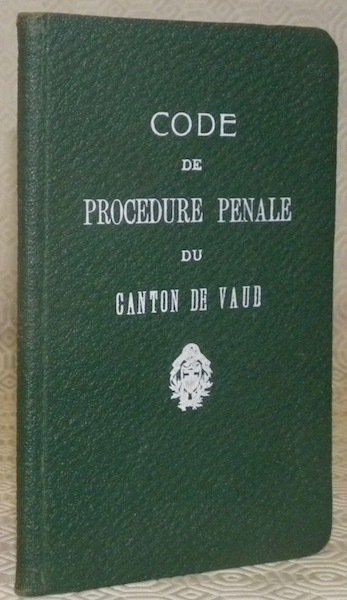 CODE
DE
PROCEDURE PENALE
DU
CANTON DE VAUD